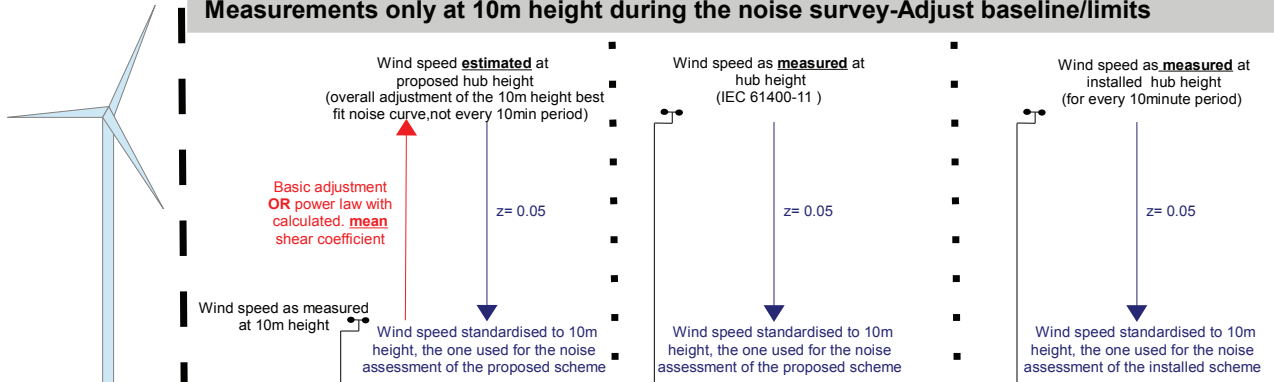 Measurements only at 10m height during the noise survey-Adjust baseline/limits
Wind speed estimated at
proposed hub height
(overall adjustment of the 10m height best
fit noise curve,not every 10min period)
Basic adjustment
OR power law with
calculated. mean
shear coefficient
z= 0.05
Wind speed as measured
at 10m height
Wind speed standardised to 10m
height, the one used for the noise
assessment of the proposed scheme
Wind speed as measured at
hub height
(IEC 61400-11 )
z= 0.05
Wind speed standardised to 10m
height, the one used for the noise
assessment of the proposed scheme
Wind speed as measured at
installed hub height
(for every 10minute period)
z= 0.05
Wind speed standardised to 10m
height, the one used for the noise
assessment of the installed scheme